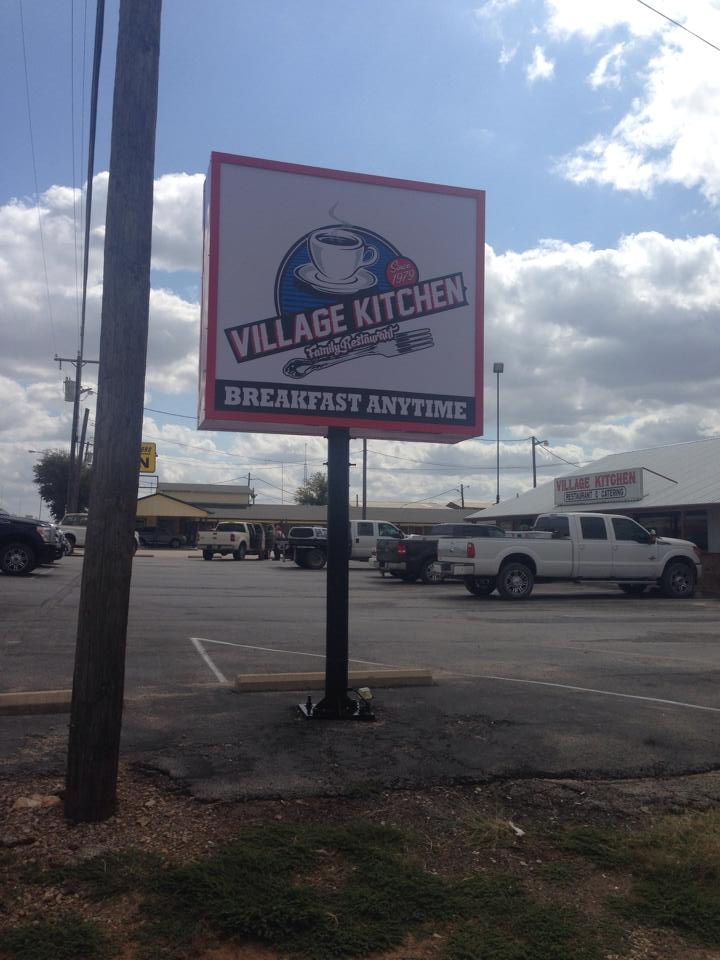 Since
1979
VILLAGE KITCHEN
Family Restaurant
BREAKFAST ANYTIME
VILLAGE KITCHEN
RESTAURANT & CATERING